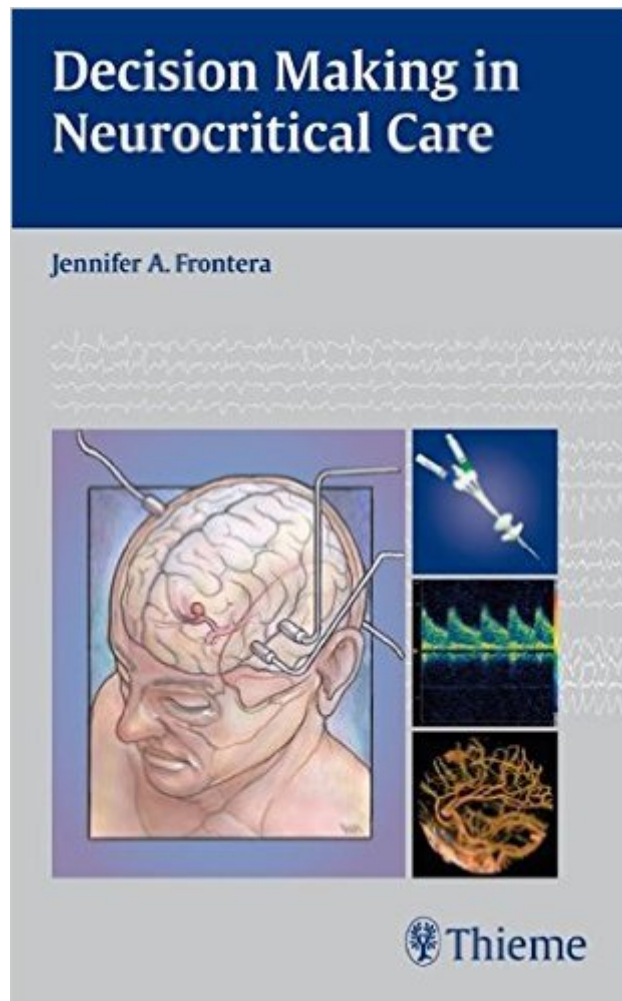 Decision Making in
Neurocritical Care
Jennifer A. Frontera
Thieme